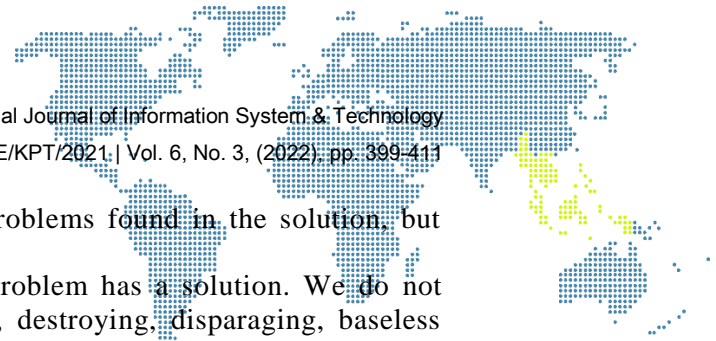 al Journal of Information System & Technology
E/KPT/2021 | Vol. 6, No. 3, (2022), pp. 399-411
roblems found in the solution, but
roblem has a solution. We do not
, destroying, disparaging, baseless